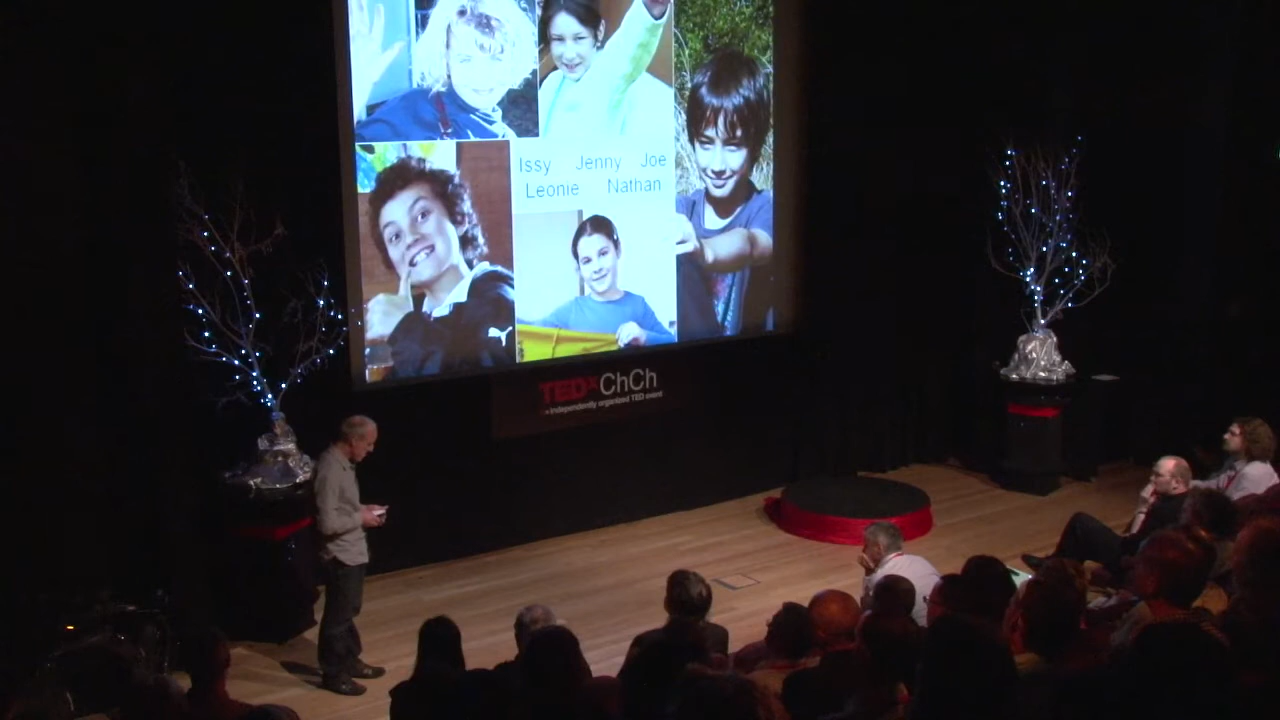 Issy Jenny Joe
Leonie Nathan
TEDxChCh
x=independently organized TED event